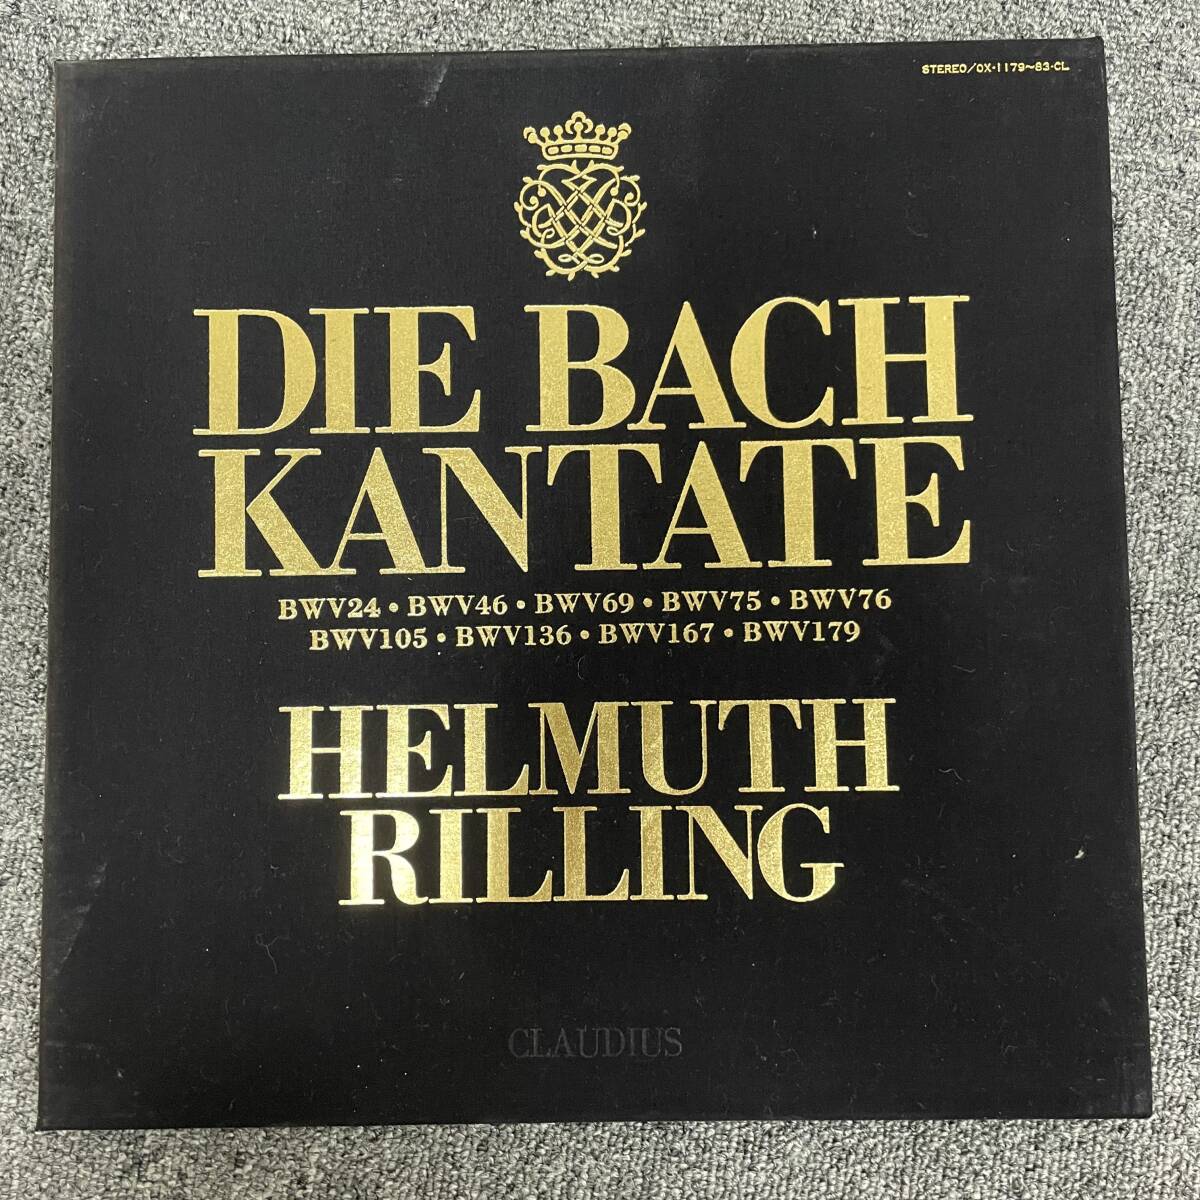 STEREO/OX-1179~83-CL
DIE BACH
KANTATE
BWV24 • BWV46 • BWV69 • BWV75 • BWV76
BWV105 • BWV136 • BWV167 • BWV179
HELMUTH
RILLING
CLAUDIUS